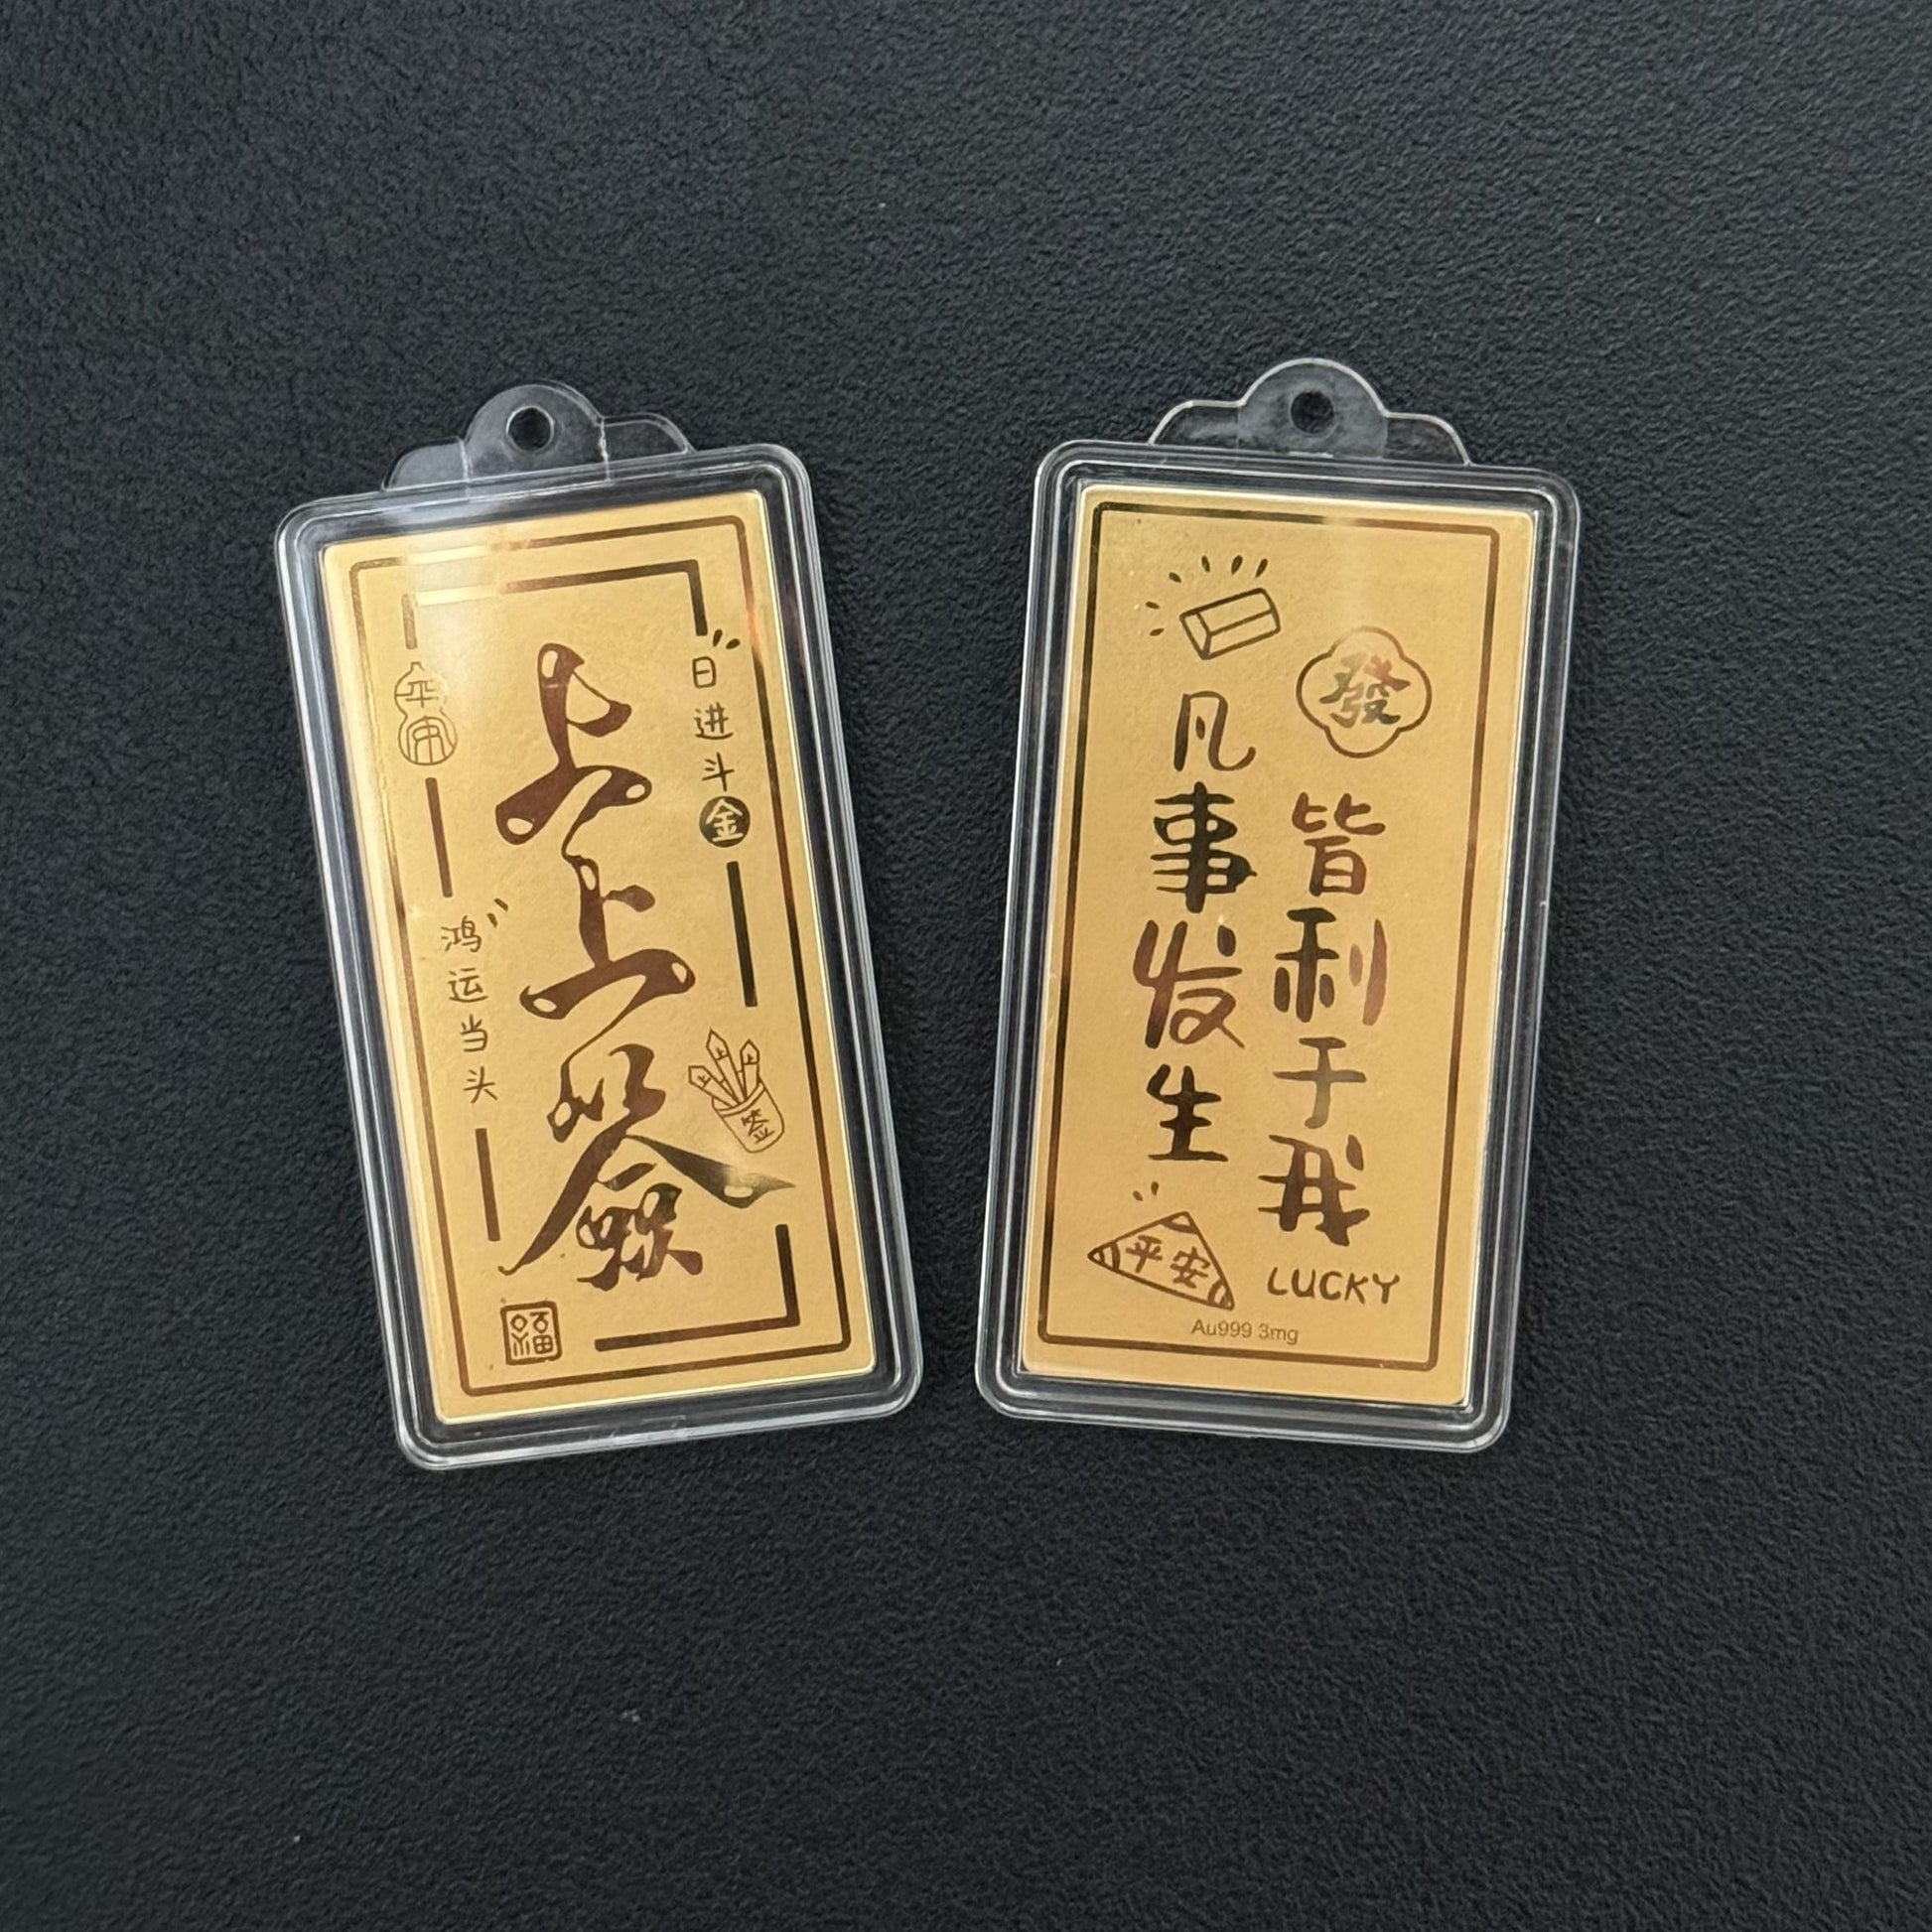 平安
上上簽
日进斗金
鸿运当头
签
福
發
凡事发生
皆利于我
平安
LUCKY
Au999 3mg